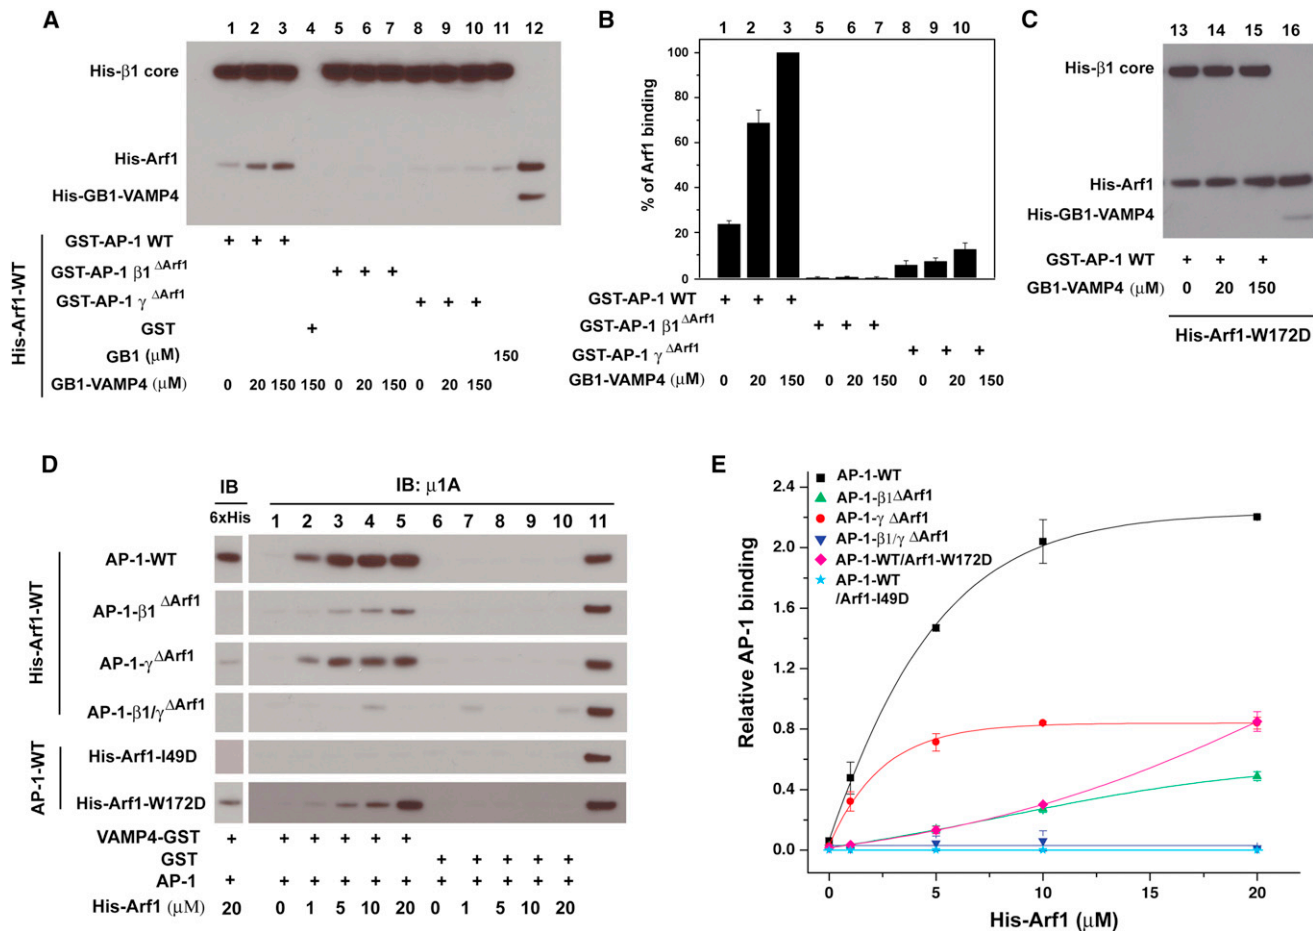 A
1 2 3 4 5 6 7 8 9 10 11 12
His-β1 core
His-Arf1
His-GB1-VAMP4
His-Arf1-WT
GST-AP-1 WT + + +
GST-AP-1 β1 ΔArf1 + + +
GST-AP-1 γ ΔArf1 + + +
GST +
GB1 (μM) 150
GB1-VAMP4 (μM) 0 20 150 150 0 20 150 0 20 150
B
1 2 3 5 6 7 8 9 10
% of Arf1 binding
100
80
60
40
20
0
GST-AP-1 WT + + +
GST-AP-1 β1 ΔArf1 + + +
GST-AP-1 γ ΔArf1 + + +
GB1-VAMP4 (μM) 0 20 150 0 20 150 0 20 150
C
13 14 15 16
His-β1 core
His-Arf1
His-GB1-VAMP4
GST-AP-1 WT + + +
GB1-VAMP4 (μM) 0 20 150
His-Arf1-W172D
D
IB
6xHis
IB: μ1A
1 2 3 4 5 6 7 8 9 10 11
His-Arf1-WT
AP-1-WT
AP-1-β1 ΔArf1
AP-1-γ ΔArf1
AP-1-β1/γ ΔArf1
AP-1-WT
His-Arf1-I49D
His-Arf1-W172D
VAMP4-GST + + + + + +
GST + + + + +
AP-1 + + + + + + + + + + +
His-Arf1 (μM) 20 0 1 5 10 20 0 1 5 10 20
E
AP-1-WT
AP-1-β1 ΔArf1
AP-1-γ ΔArf1
AP-1-β1/γ ΔArf1
AP-1-WT/Arf1-W172D
AP-1-WT
/Arf1-I49D
Relative AP-1 binding
2.4
2.0
1.6
1.2
0.8
0.4
0.0
0 5 10 15 20
His-Arf1 (μM)